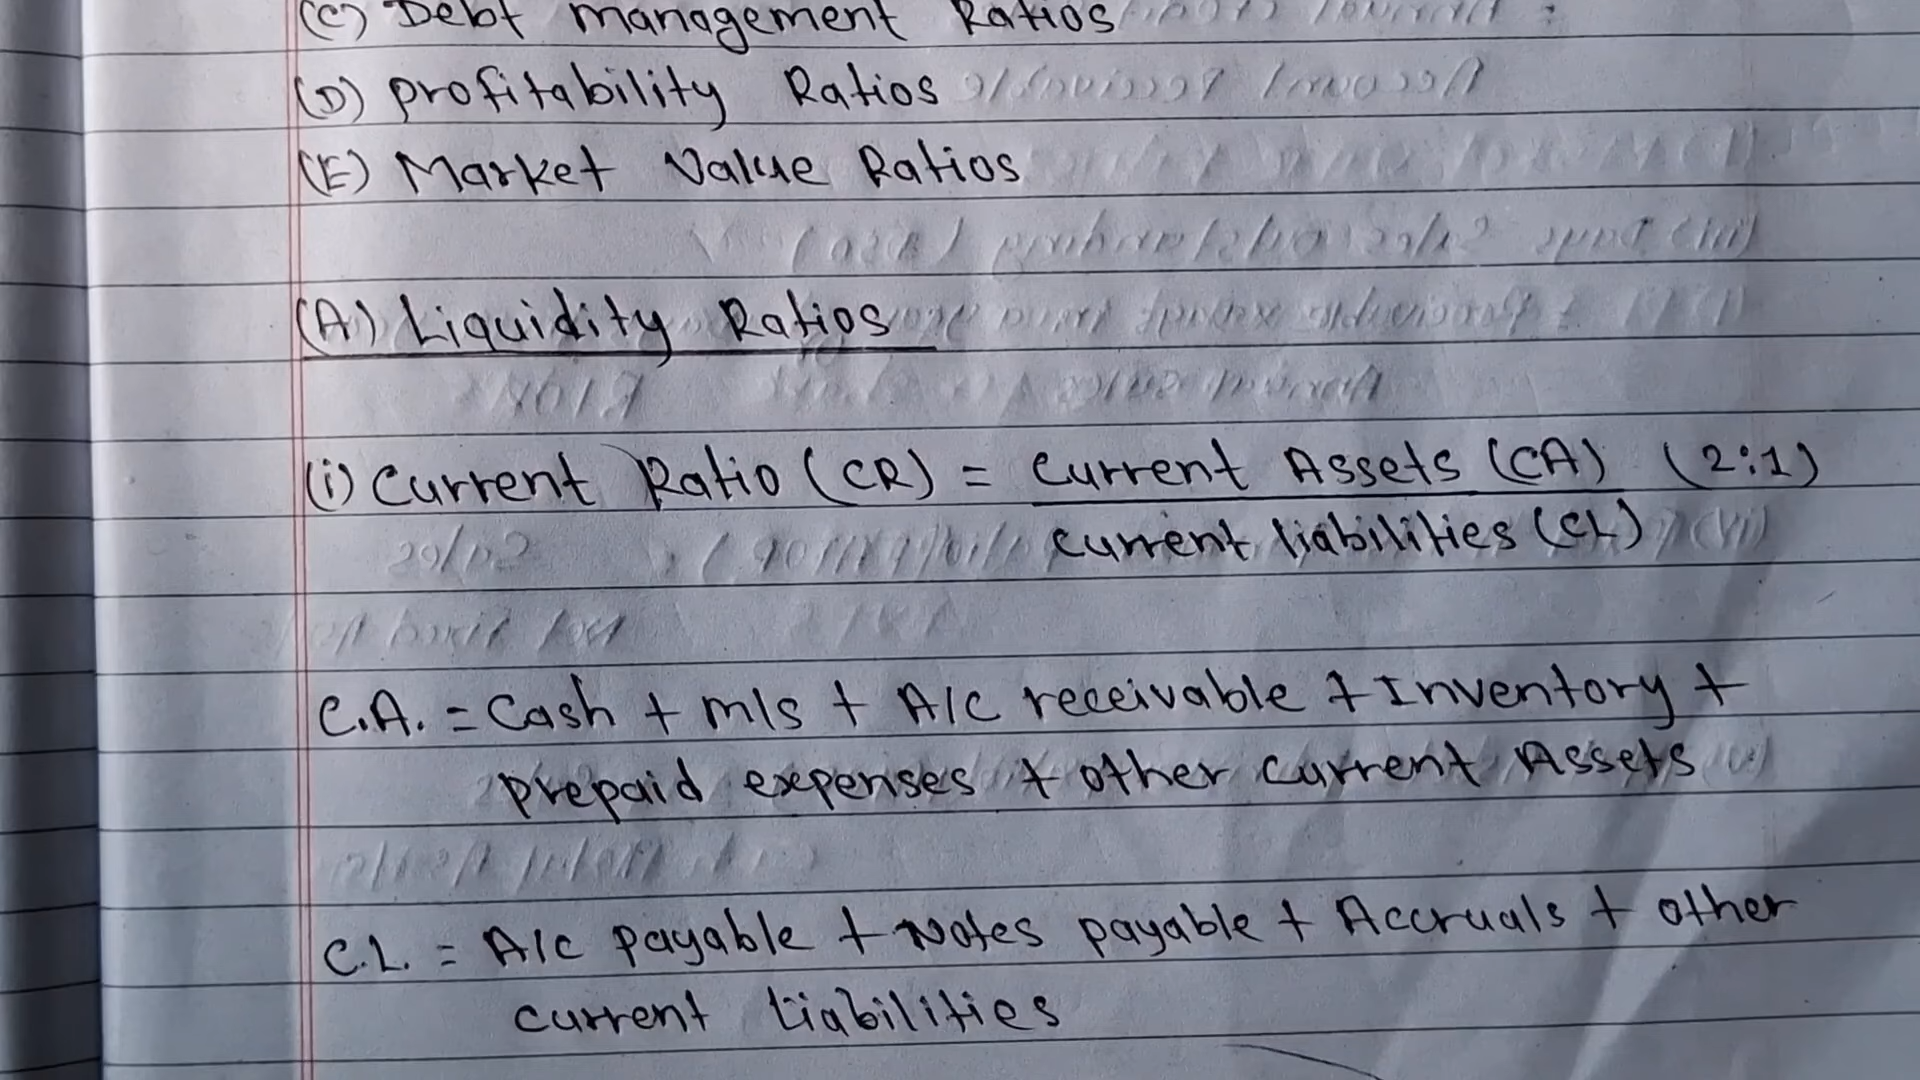 (C) Debt management Ratios
(D) profitability Ratios
(E) Market Value Ratios
(A) Liquidity Ratios
(i) Current Ratio (CR) = Current Assets (CA) (2:1)
Current liabilities (CL)
C.A. = Cash + m/s + A/C receivable + Inventory +
prepaid expenses + other current Assets
C.L. = A/C payable + Notes payable + Accruals + other
current liabilities